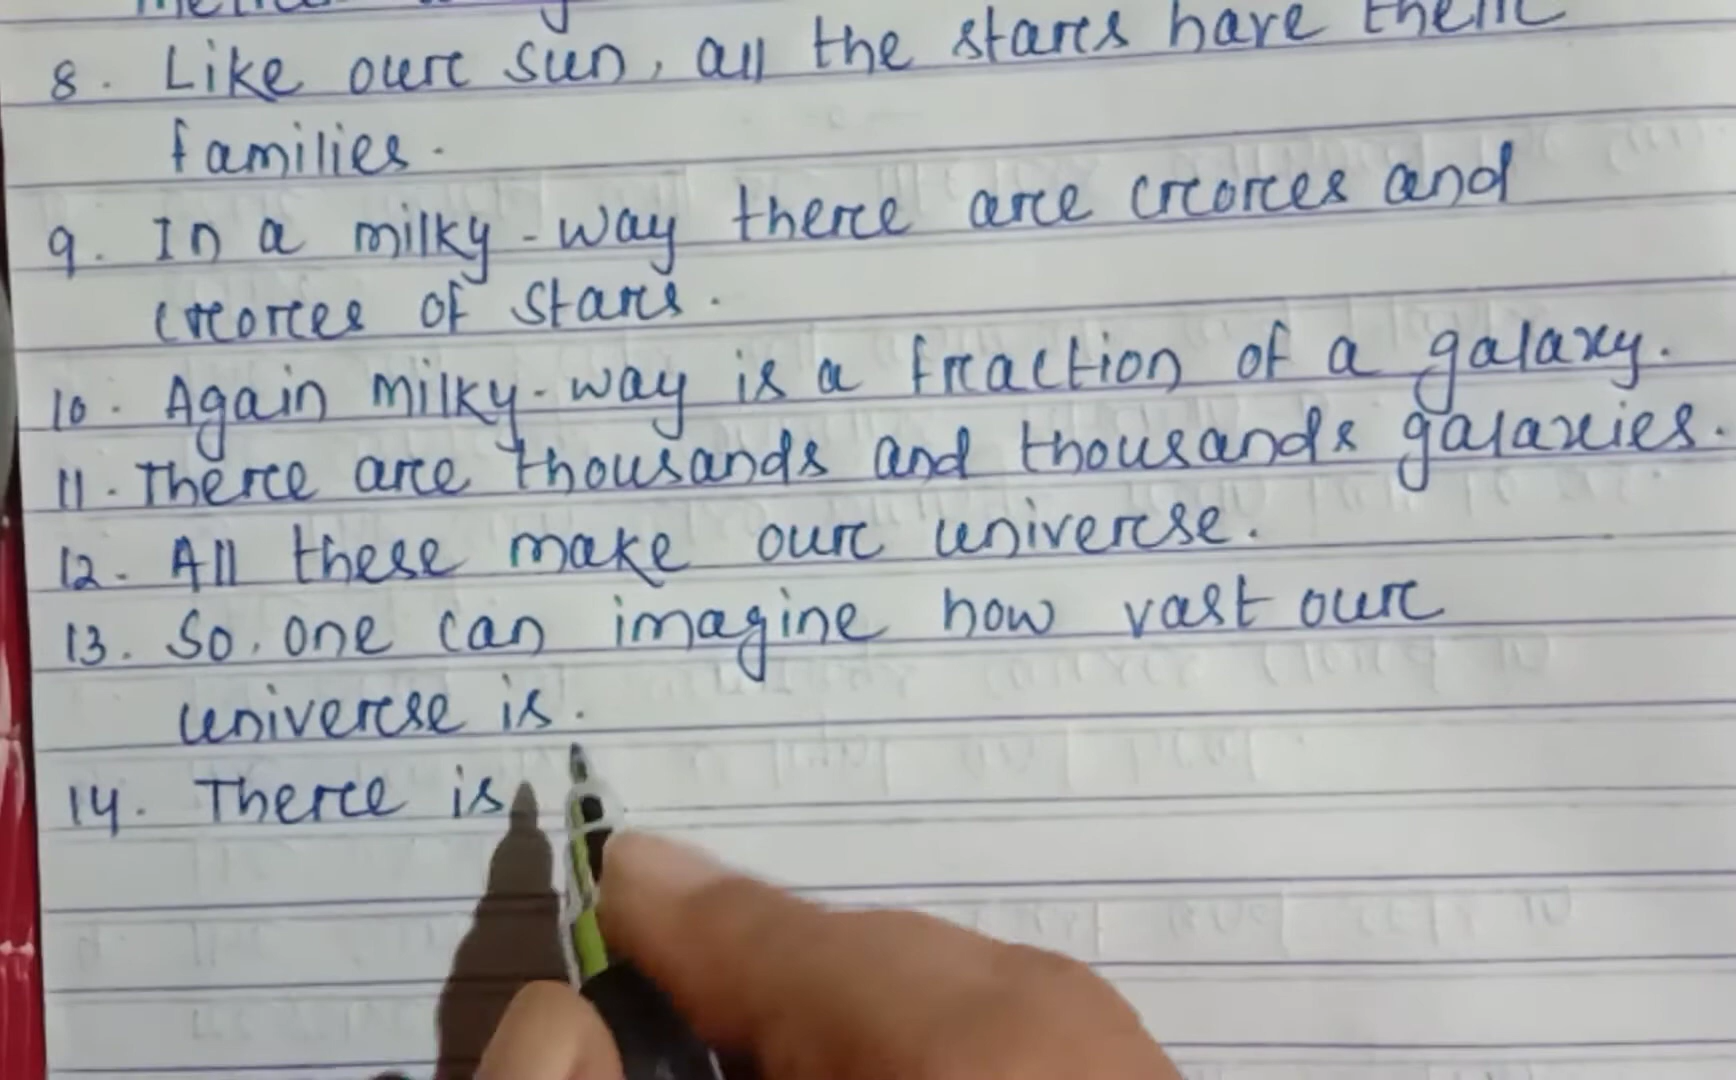 8. Like our sun, all the stars have their
families.
9. In a milky-way there are crores and
crores of stars.
10. Again milky-way is a fraction of a galaxy.
11. There are thousands and thousands galaxies.
12. All these make our universe.
13. So, one can imagine how vast our
universe is.
14. There is